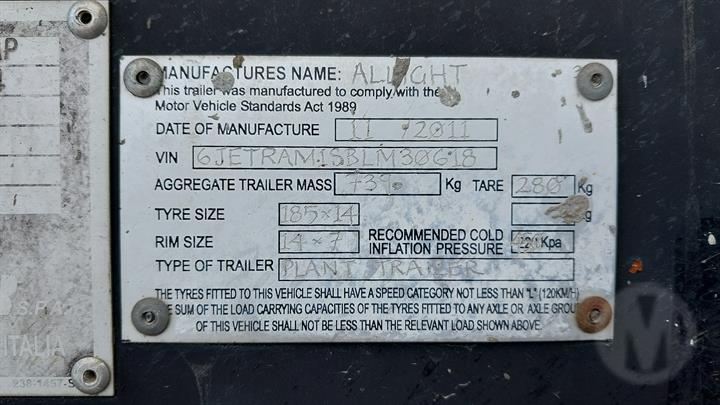 MANUFACTURES NAME: ALLIGHT
This trailer was manufactured to comply with the
Motor Vehicle Standards Act 1989
DATE OF MANUFACTURE 11 / 2011
VIN 6JETRAM1SBLM30618
AGGREGATE TRAILER MASS 739 Kg TARE 280 Kg
TYRE SIZE 185×14
RIM SIZE 14×7 RECOMMENDED COLD INFLATION PRESSURE Kpa
TYPE OF TRAILER PLANT TRAILER
THE TYRES FITTED TO THIS VEHICLE SHALL HAVE A SPEED CATEGORY NOT LESS THAN "L" (120KM/H)
THE SUM OF THE LOAD CARRYING CAPACITIES OF THE TYRES FITTED TO ANY AXLE OR AXLE GROUP
OF THIS VEHICLE SHALL NOT BE LESS THAN THE RELEVANT LOAD SHOWN ABOVE.
AP
S.P.A
ITALIA
238-1457-S
M